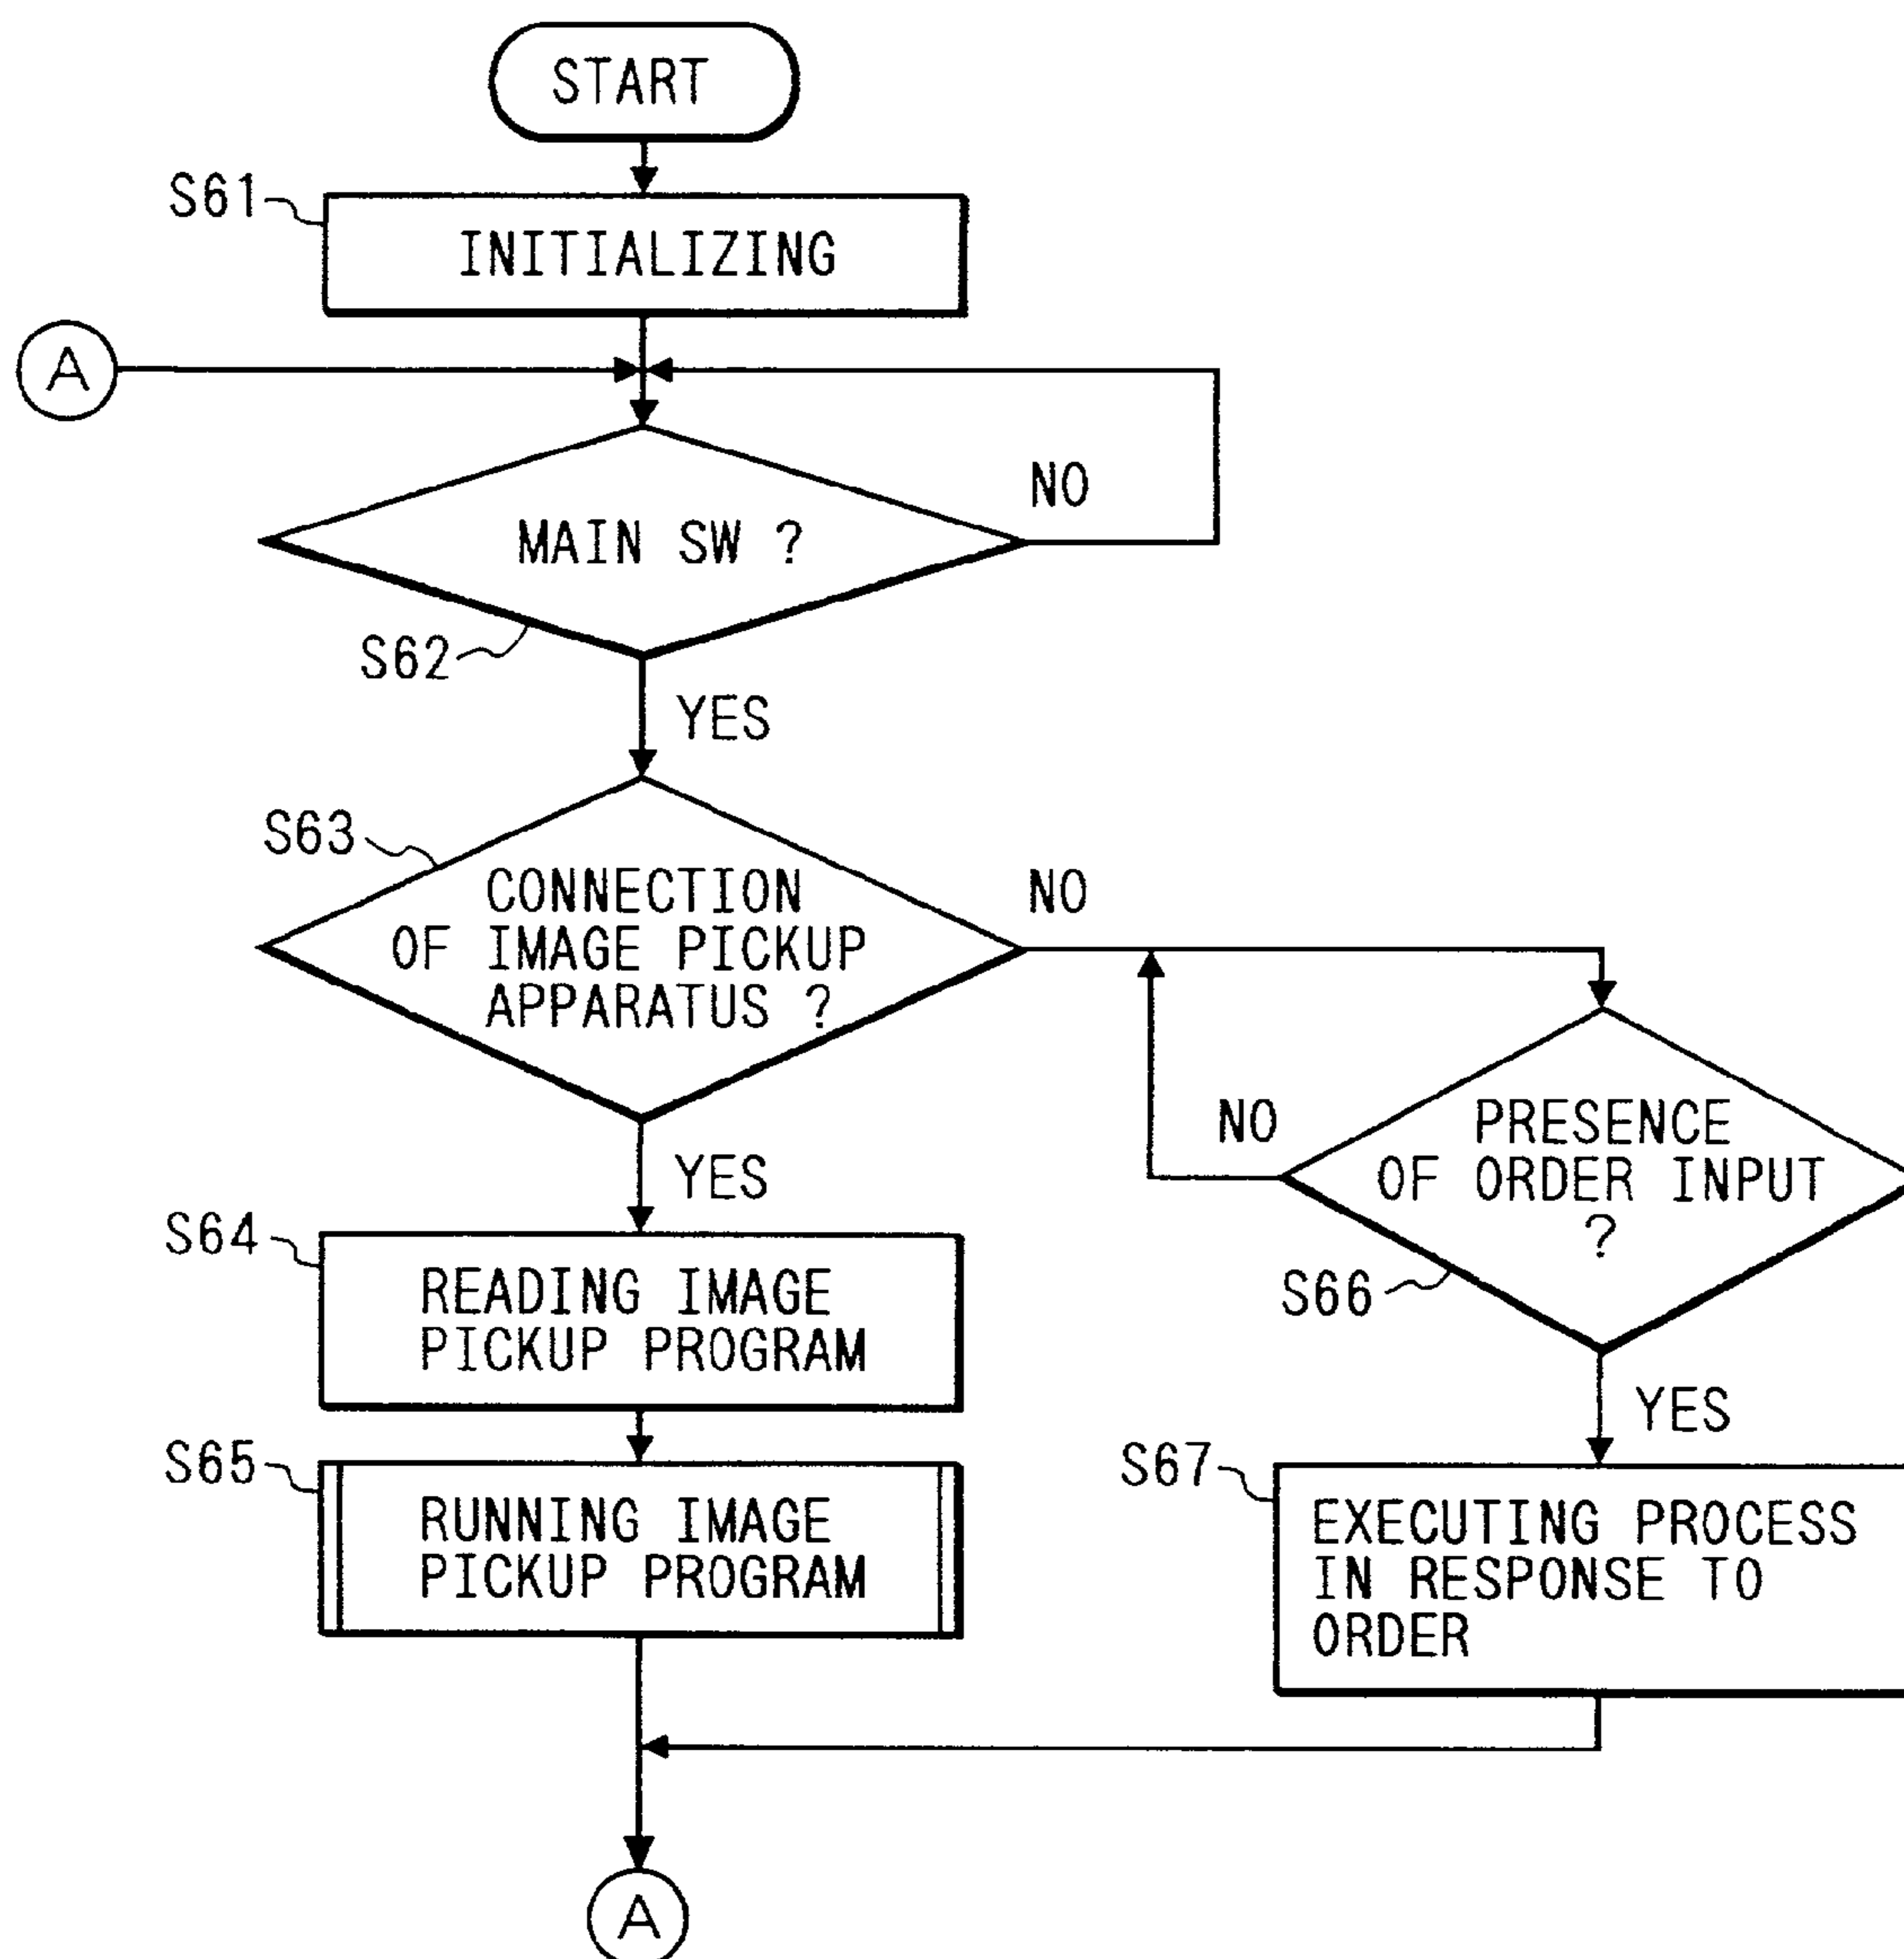 START
S61
INITIALIZING
A
NO
MAIN SW ?
S62
YES
S63
CONNECTION
OF IMAGE PICKUP
APPARATUS ?
NO
NO
PRESENCE
OF ORDER INPUT
?
S66
YES
S64
READING IMAGE
PICKUP PROGRAM
YES
S65
RUNNING IMAGE
PICKUP PROGRAM
S67
EXECUTING PROCESS
IN RESPONSE TO
ORDER
A